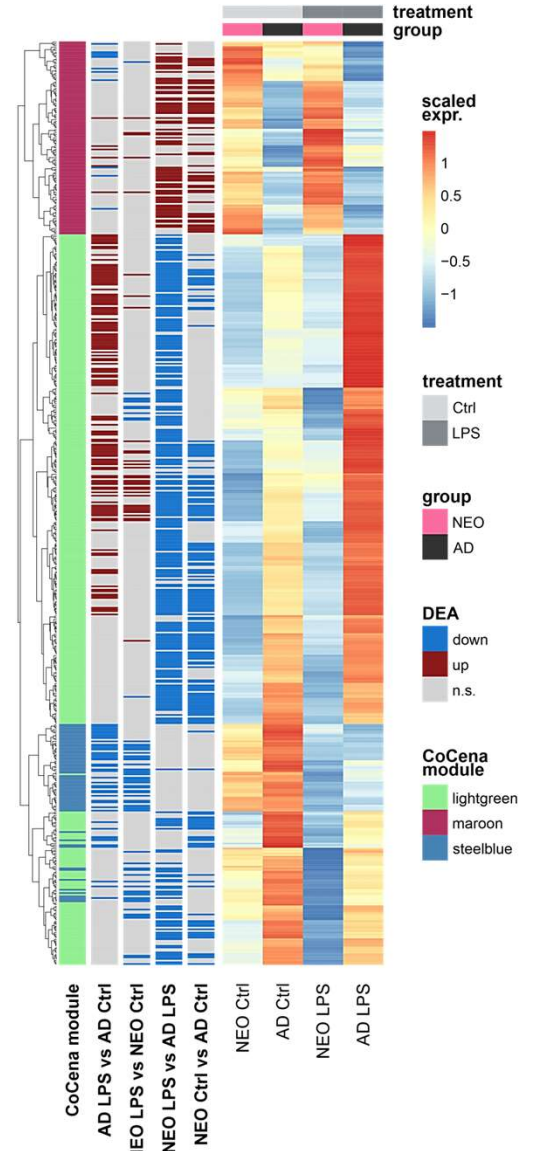 treatment
group
scaled
expr.
1
0.5
0
−0.5
−1
treatment
Ctrl
LPS
group
NEO
AD
DEA
down
up
n.s.
CoCena
module
lightgreen
maroon
steelblue
CoCena module
AD LPS vs AD Ctrl
NEO LPS vs NEO Ctrl
NEO LPS vs AD LPS
NEO Ctrl vs AD Ctrl
NEO Ctrl
AD Ctrl
NEO LPS
AD LPS